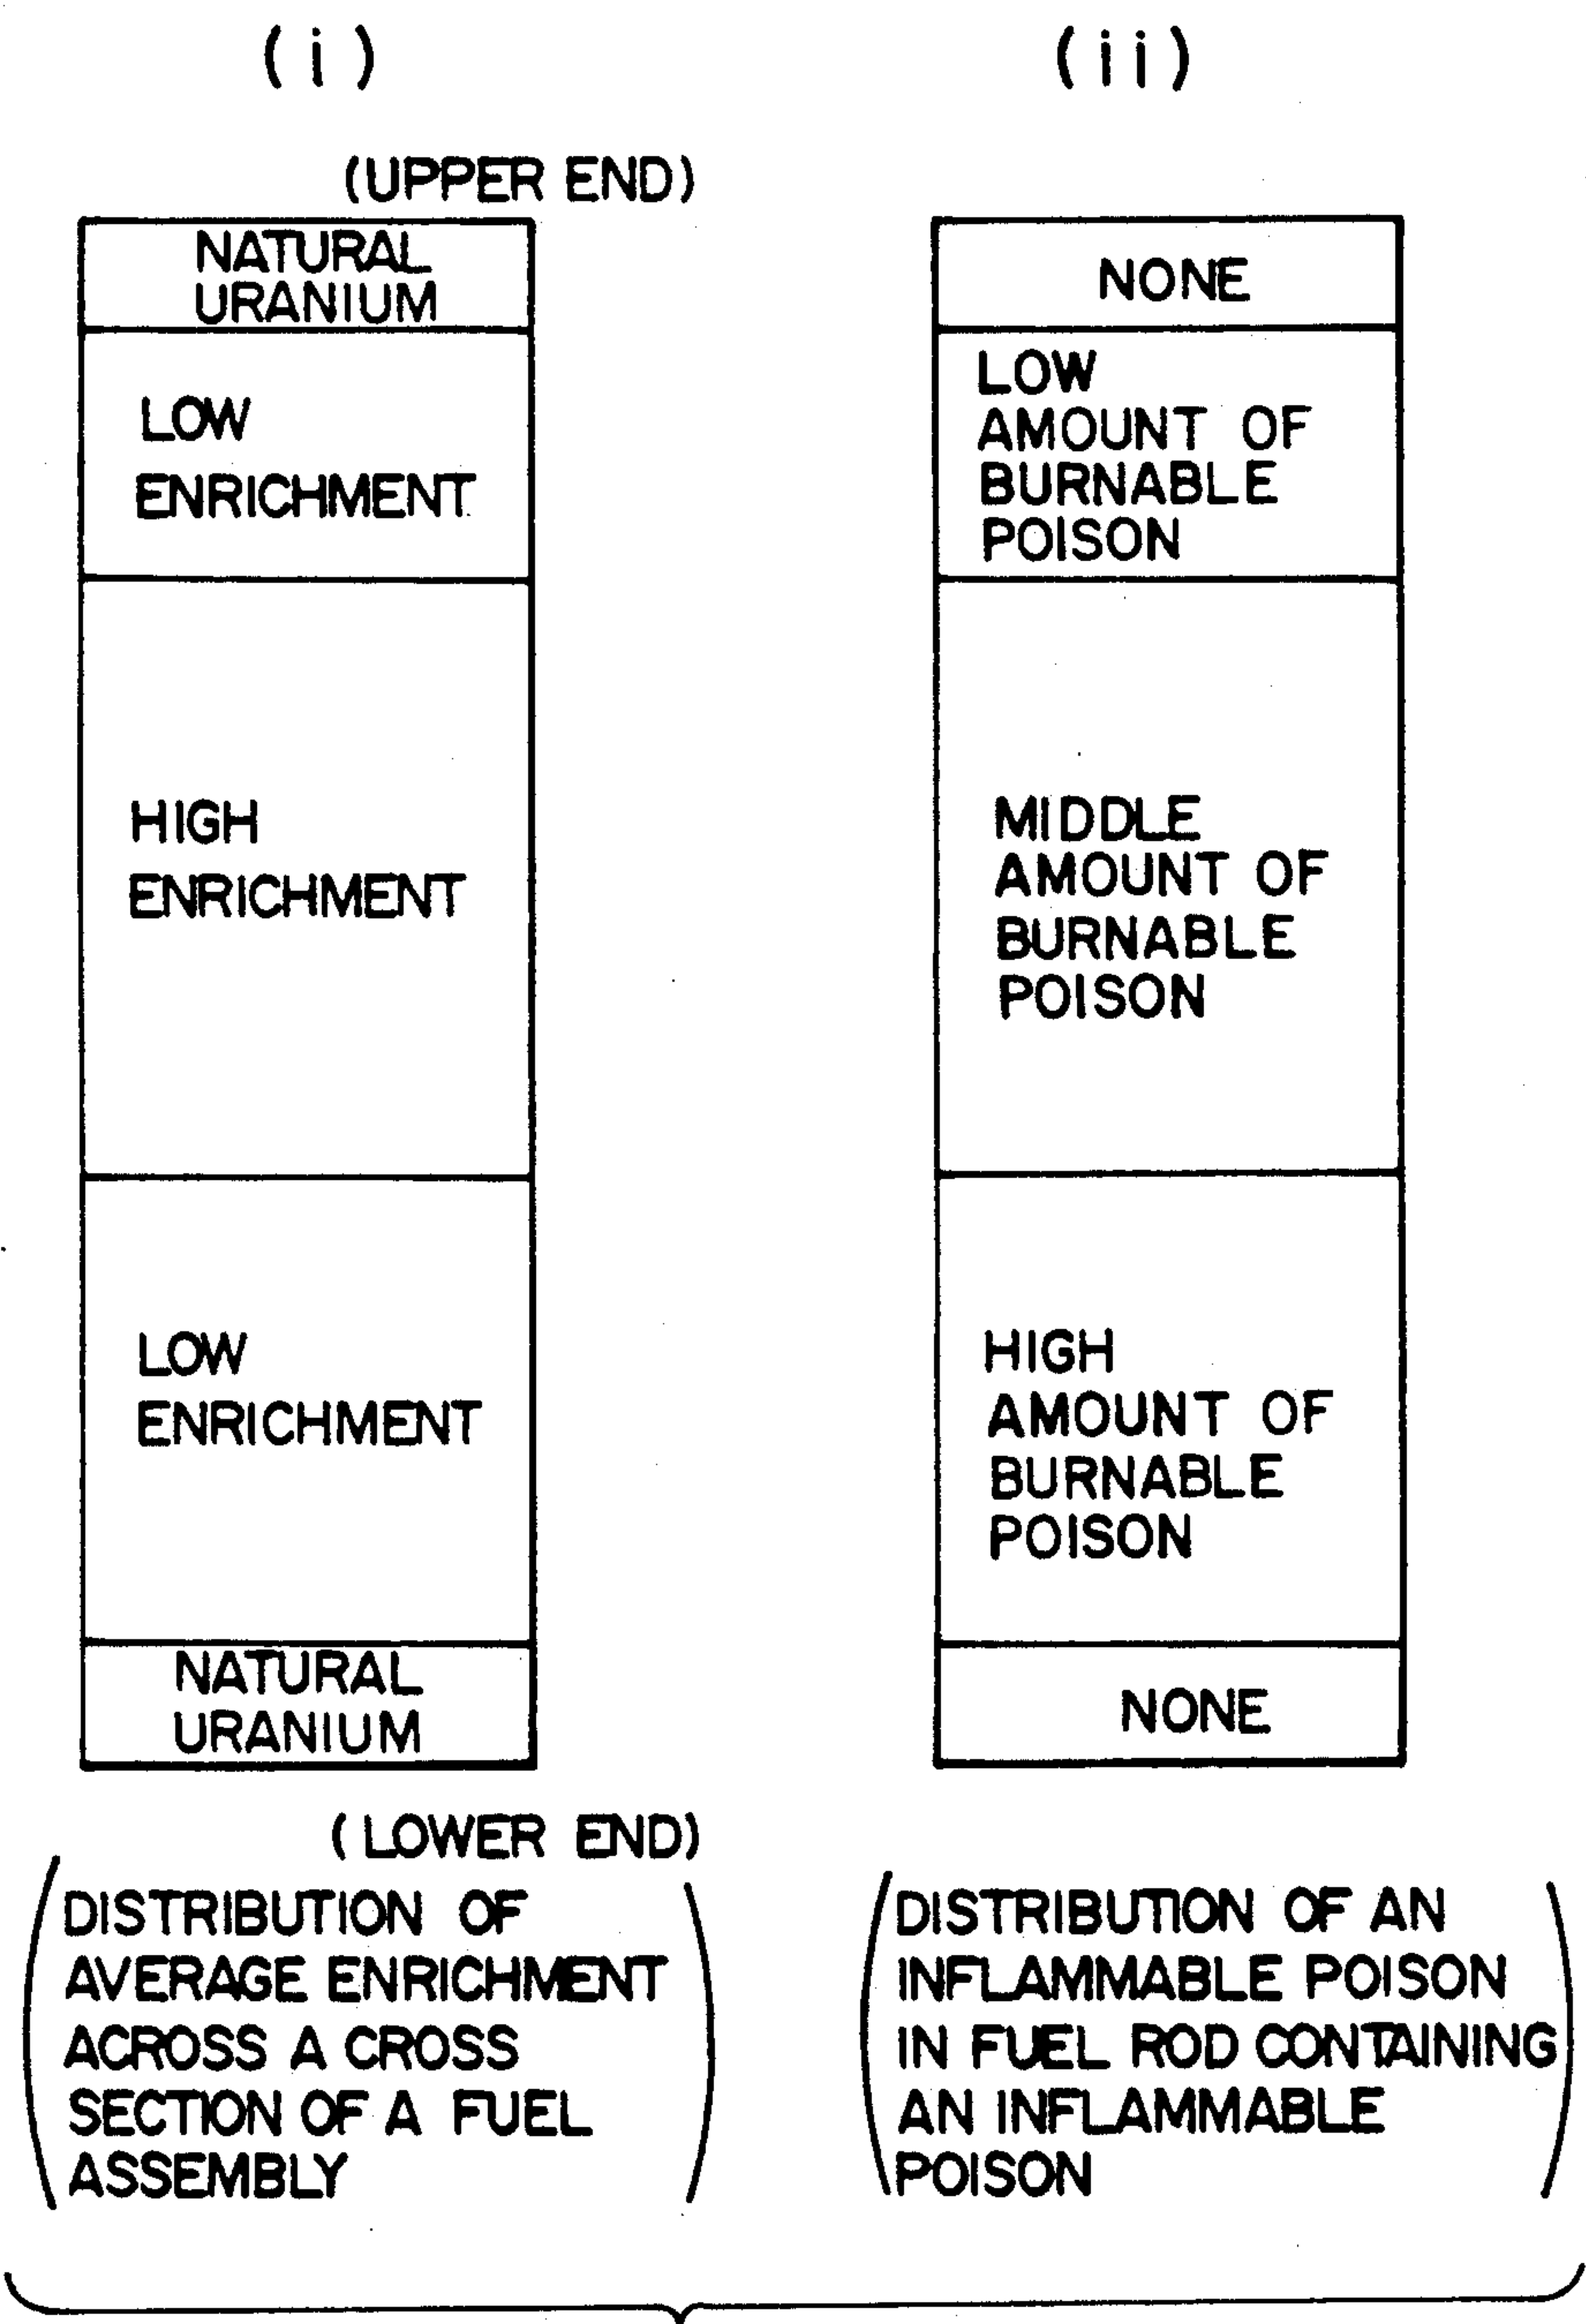 (i)
(UPPER END)
NATURAL
URANIUM
LOW
ENRICHMENT
HIGH
ENRICHMENT
LOW
ENRICHMENT
NATURAL
URANIUM
(LOWER END)
(DISTRIBUTION OF
AVERAGE ENRICHMENT
ACROSS A CROSS
SECTION OF A FUEL
ASSEMBLY)
(ii)
NONE
LOW
AMOUNT OF
BURNABLE
POISON
MIDDLE
AMOUNT OF
BURNABLE
POISON
HIGH
AMOUNT OF
BURNABLE
POISON
NONE
(DISTRIBUTION OF AN
INFLAMMABLE POISON
IN FUEL ROD CONTAINING
AN INFLAMMABLE
POISON)